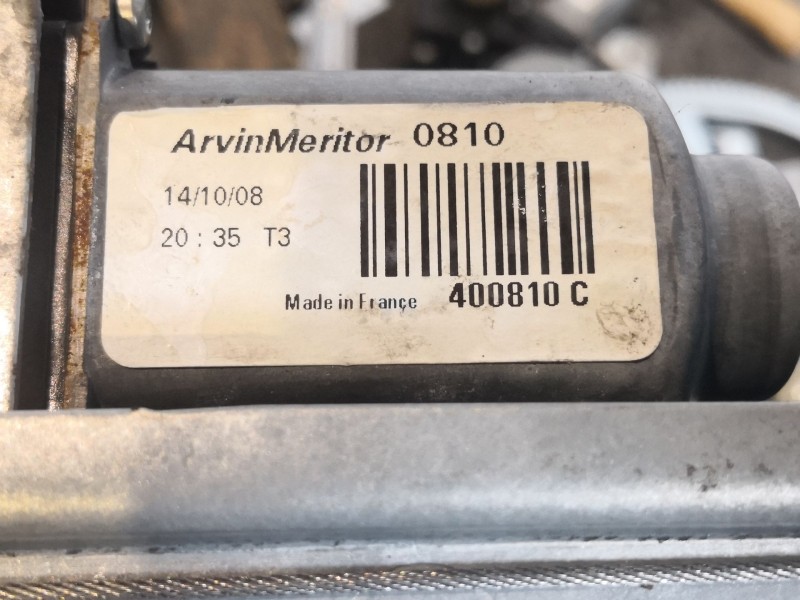 ArvinMeritor 0810
14/10/08
20 : 35 T3
Made in France 400810 C